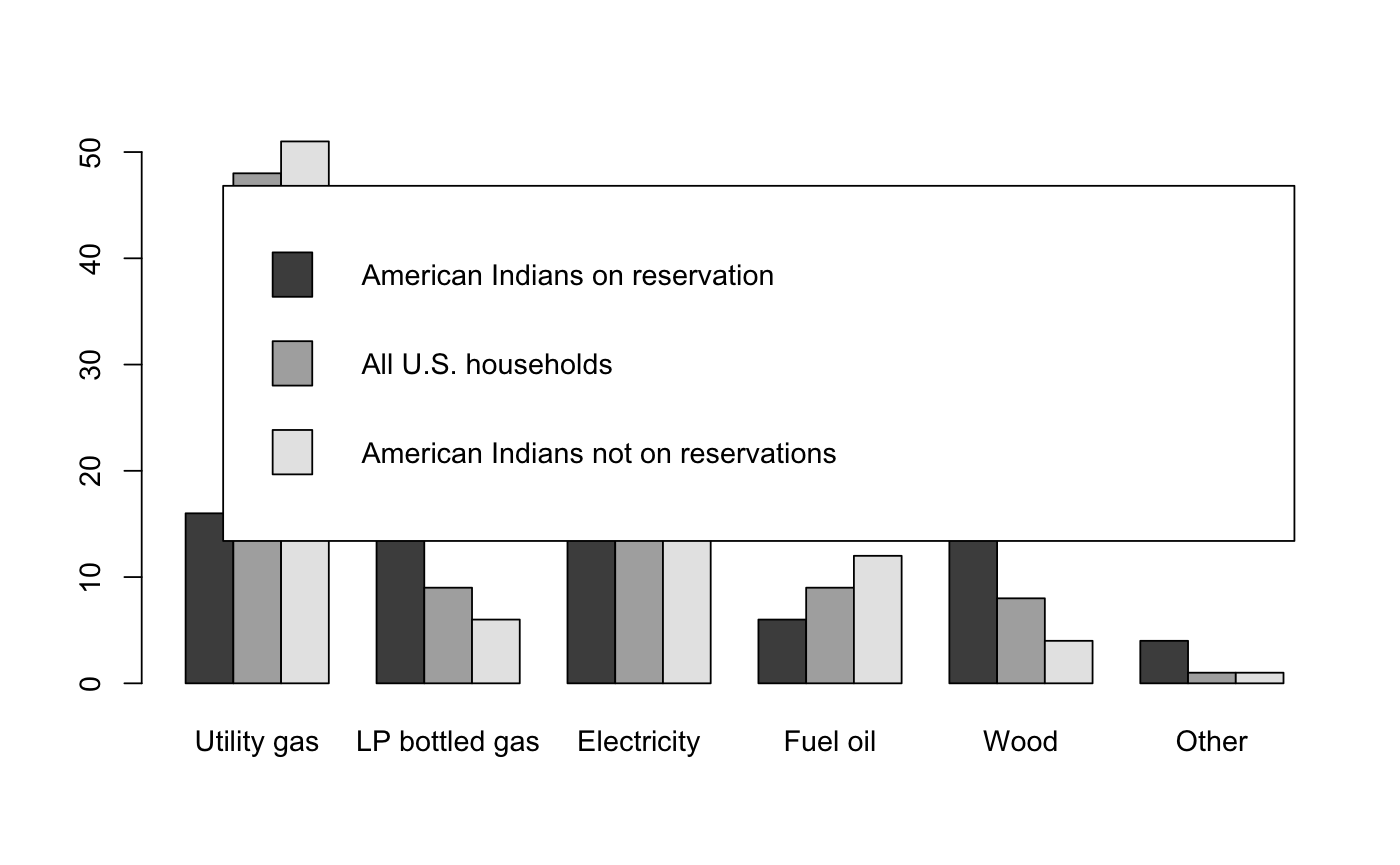 50
40
30
20
10
0
American Indians on reservation
All U.S. households
American Indians not on reservations
Utility gas LP bottled gas Electricity Fuel oil Wood Other